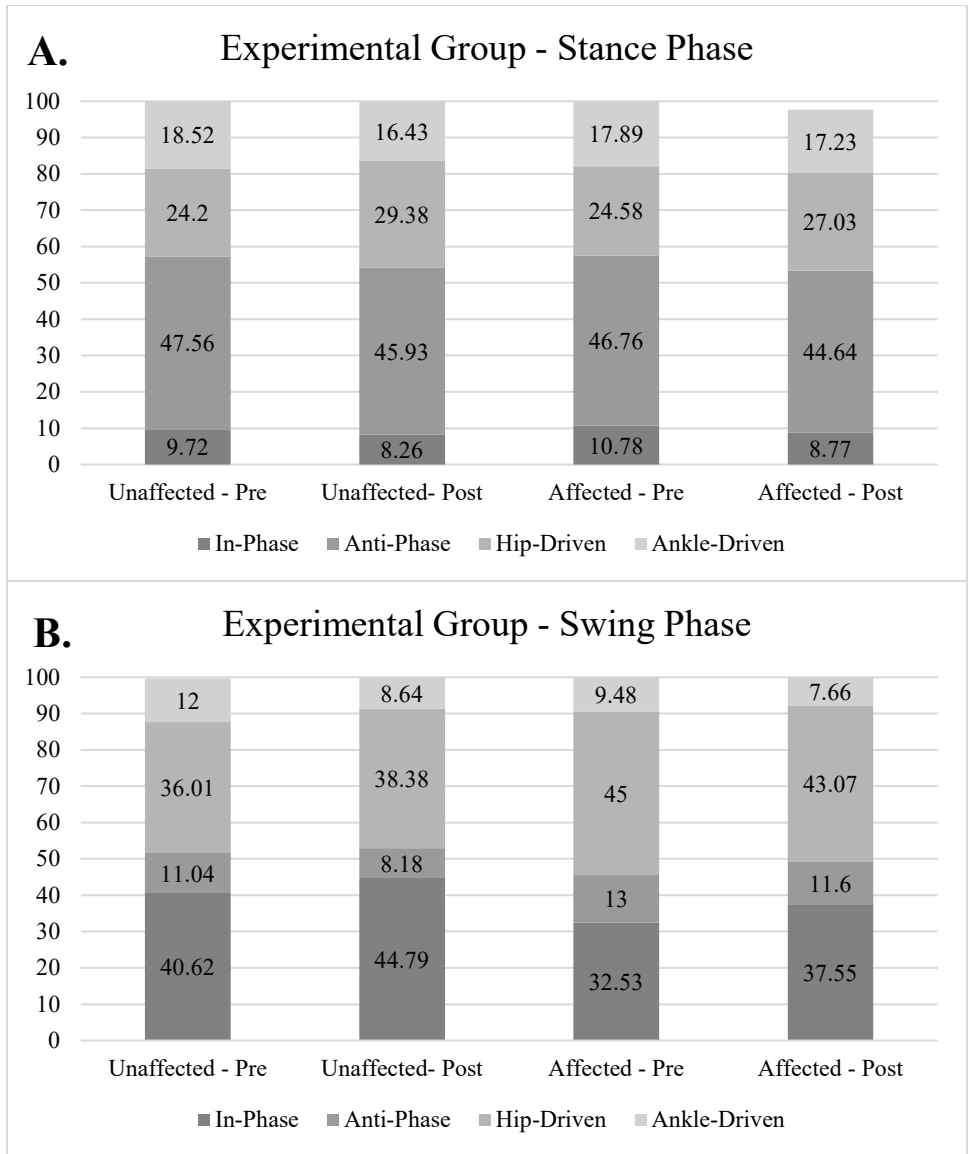 A.
Experimental Group - Stance Phase
100
90
80
70
60
50
40
30
20
10
0
18.52 16.43 17.89 17.23
24.2 29.38 24.58 27.03
47.56 45.93 46.76 44.64
9.72 8.26 10.78 8.77
Unaffected - Pre Unaffected- Post Affected - Pre Affected - Post
In-Phase Anti-Phase Hip-Driven Ankle-Driven
B.
Experimental Group - Swing Phase
100
90
80
70
60
50
40
30
20
10
0
12 8.64 9.48 7.66
36.01 38.38 45 43.07
11.04 8.18 13 11.6
40.62 44.79 32.53 37.55
Unaffected - Pre Unaffected- Post Affected - Pre Affected - Post
In-Phase Anti-Phase Hip-Driven Ankle-Driven